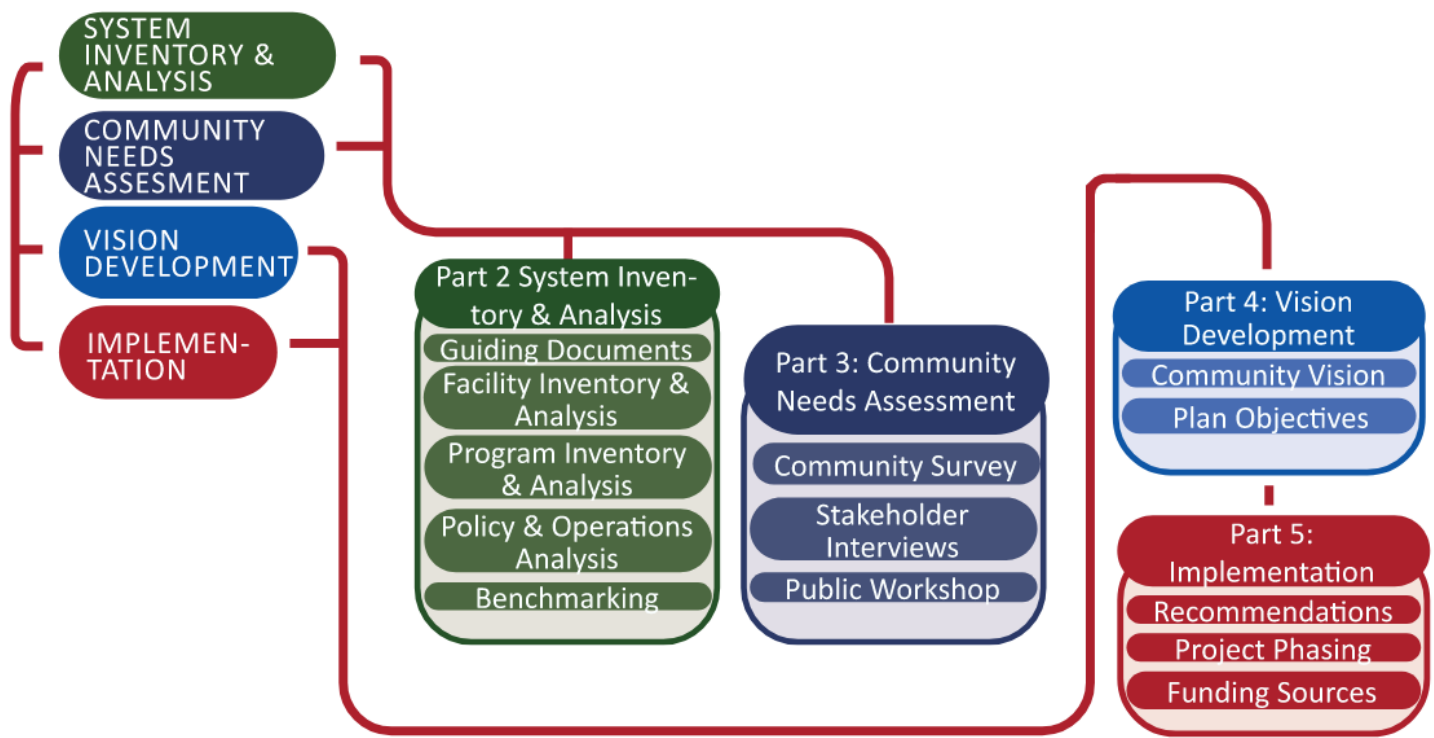 SYSTEM
INVENTORY &
ANALYSIS
COMMUNITY
NEEDS
ASSESMENT
VISION
DEVELOPMENT
IMPLEMEN-
TATION
Part 2 System Inven-
tory & Analysis
Guiding Documents
Facility Inventory &
Analysis
Program Inventory
& Analysis
Policy & Operations
Analysis
Benchmarking
Part 3: Community
Needs Assessment
Community Survey
Stakeholder
Interviews
Public Workshop
Part 4: Vision
Development
Community Vision
Plan Objectives
Part 5:
Implementation
Recommendations
Project Phasing
Funding Sources